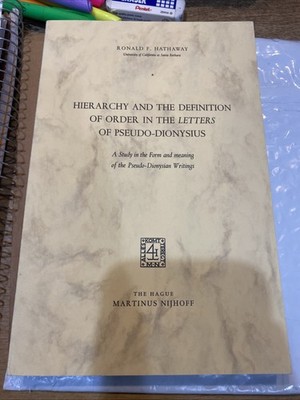 RONALD F. HATHAWAY
University of California in Santa Barbara
HIERARCHY AND THE DEFINITION
OF ORDER IN THE LETTERS
OF PSEUDO-DIONYSIUS
A Study in the Form and meaning
of the Pseudo-Dionysian Writings
THE HAGUE
MARTINUS NIJHOFF